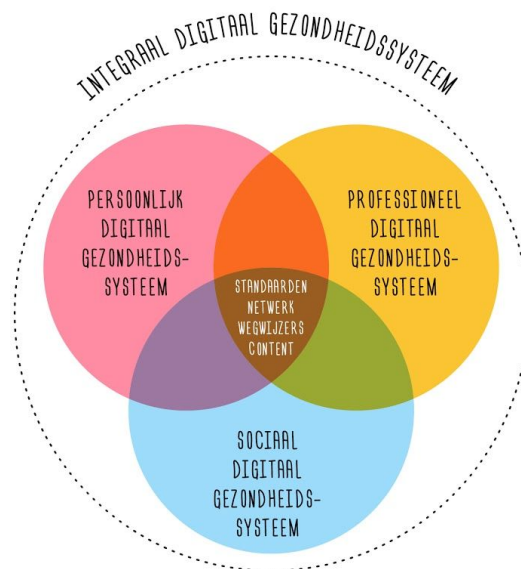 INTEGRAAL DIGITAAL GEZONDHEIDSSYSTEEM
PERSOONLIJK
DIGITAAL
GEZONDHEIDS-
SYSTEEM
PROFESSIONEEL
DIGITAAL
GEZONDHEIDS-
SYSTEEM
STANDAARDEN
NETWERK
WEGWIJZERS
CONTENT
SOCIAAL
DIGITAAL
GEZONDHEIDS-
SYSTEEM